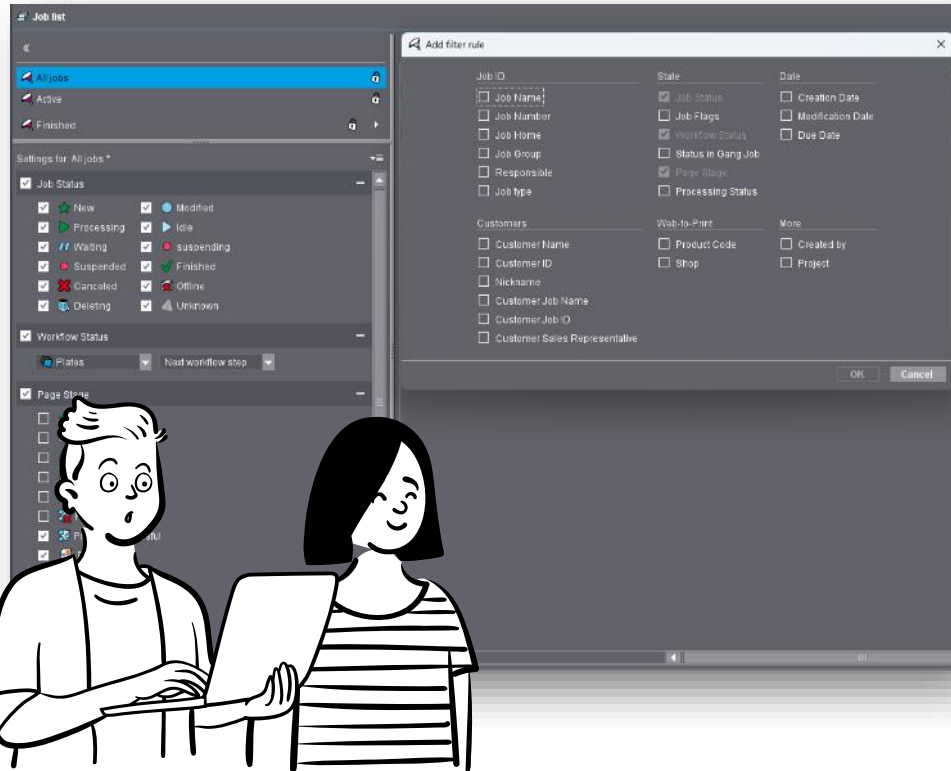 Job list
All jobs
Active
Finished
Settings for All jobs *
Job Status
New Modified
Processing Idle
Waiting suspending
Suspended Finished
Canceled Offline
Deleting Unknown
Workflow Status
Plates Next workflow step
Page Stage
Add filter rule
Job ID State Date
Job Name Job Status Creation Date
Job Number Job Flags Modification Date
Job Home Workflow Status Due Date
Job Group Status in Gang Job
Responsible Page Stage
Job type Processing Status
Customers Web-to-Print More
Customer Name Product Code Created by
Customer ID Shop Project
Nickname
Customer Job Name
Customer Job ID
Customer Sales Representative
OK Cancel